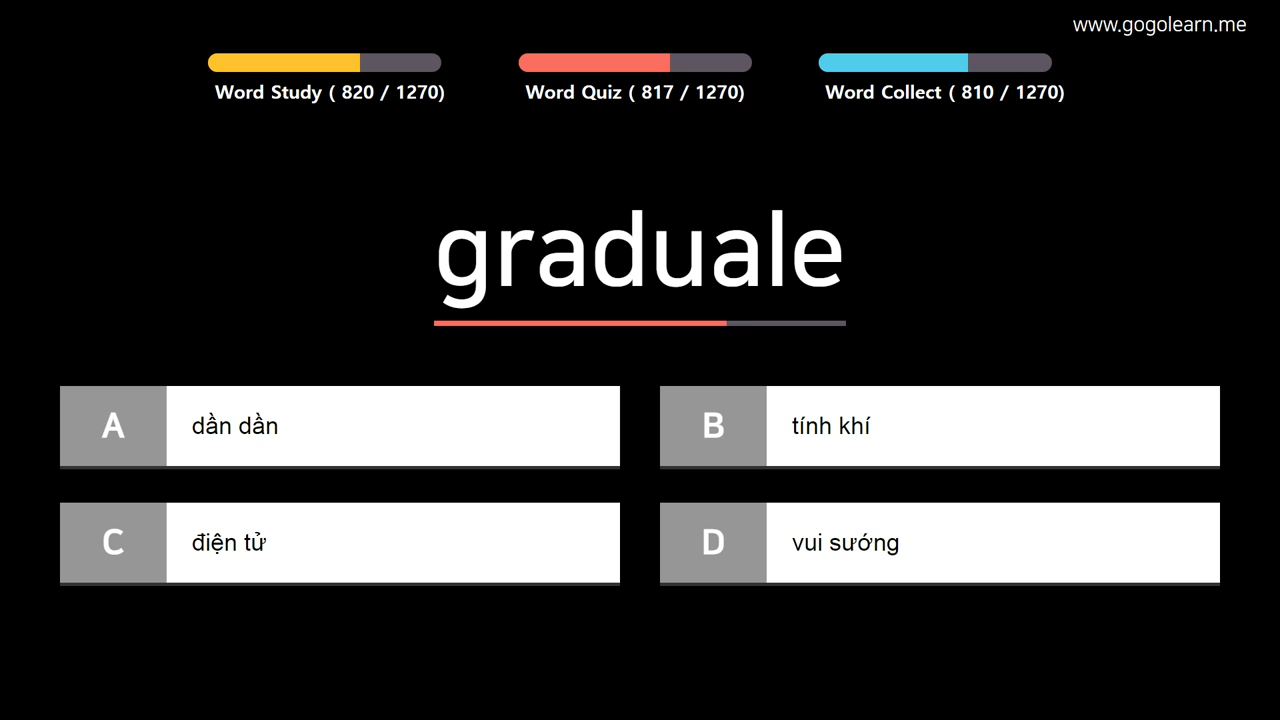 www.gogolearn.me
Word Study ( 820 / 1270)
Word Quiz ( 817 / 1270)
Word Collect ( 810 / 1270)
graduale
A dần dần
B tính khí
C điện tử
D vui sướng